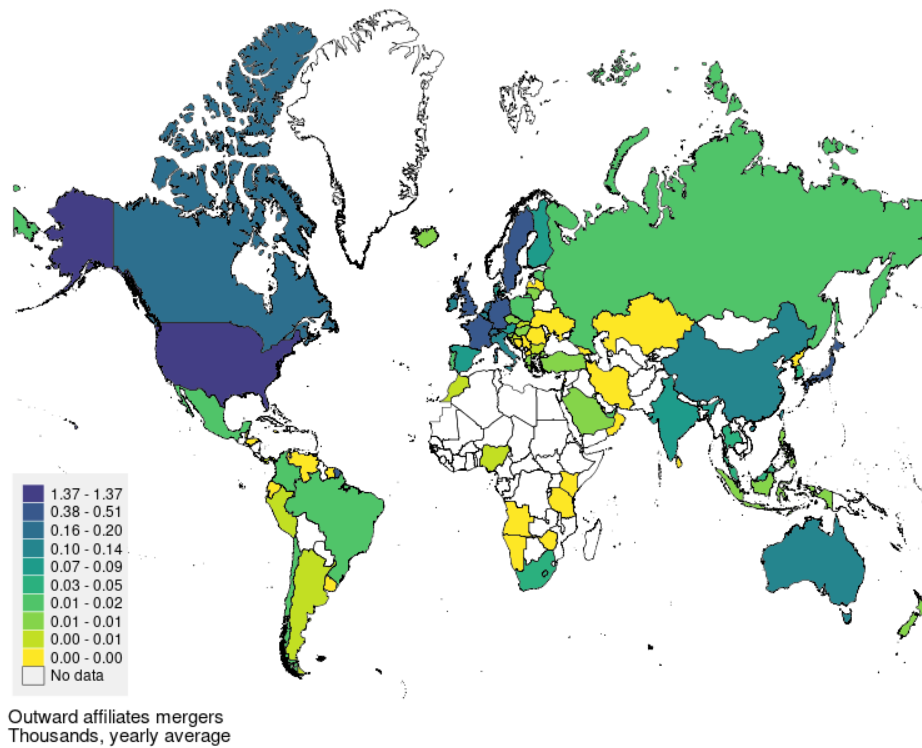 1.37 - 1.37
0.38 - 0.51
0.16 - 0.20
0.10 - 0.14
0.07 - 0.09
0.03 - 0.05
0.01 - 0.02
0.01 - 0.01
0.00 - 0.01
0.00 - 0.00
No data
Outward affiliates mergers
Thousands, yearly average